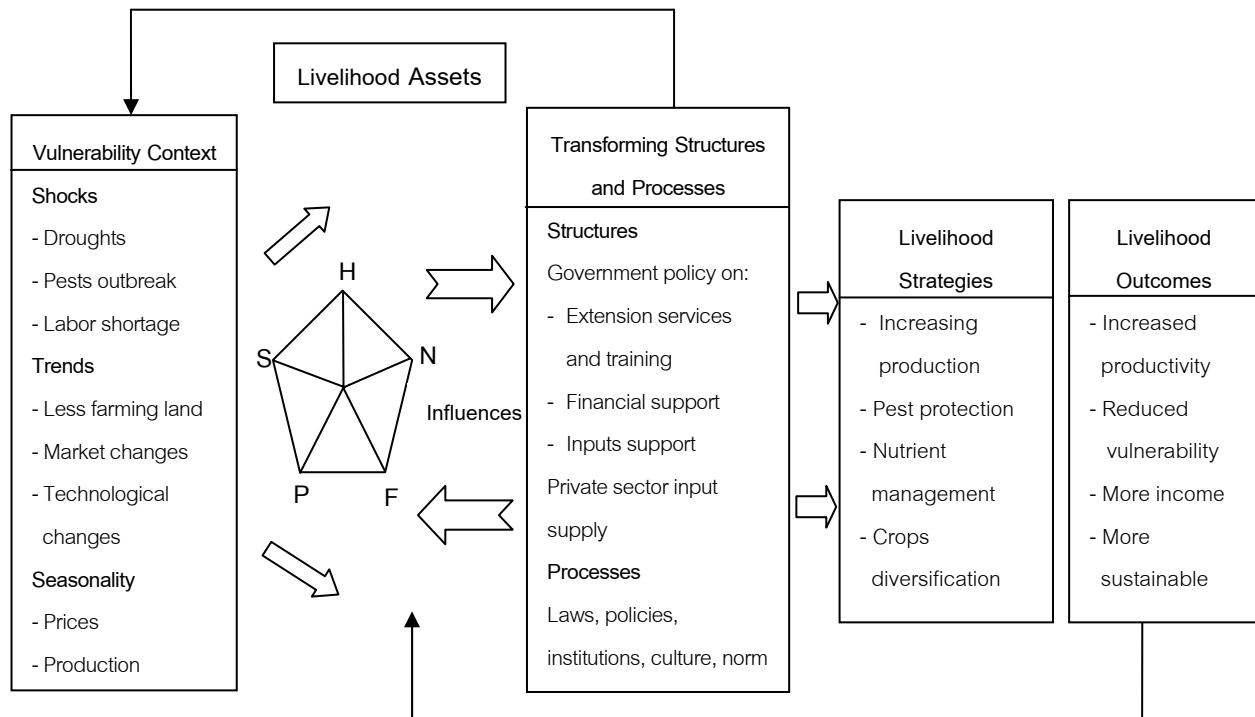 Livelihood Assets
Vulnerability Context
Shocks
- Droughts
- Pests outbreak
- Labor shortage
Trends
- Less farming land
- Market changes
- Technological
changes
Seasonality
- Prices
- Production
H
S
N
P
F
Influences
Transforming Structures
and Processes
Structures
Government policy on:
- Extension services
and training
- Financial support
- Inputs support
Private sector input
supply
Processes
Laws, policies,
institutions, culture, norm
Livelihood
Strategies
- Increasing
production
- Pest protection
- Nutrient
management
- Crops
diversification
Livelihood
Outcomes
- Increased
productivity
- Reduced
vulnerability
- More income
- More
sustainable